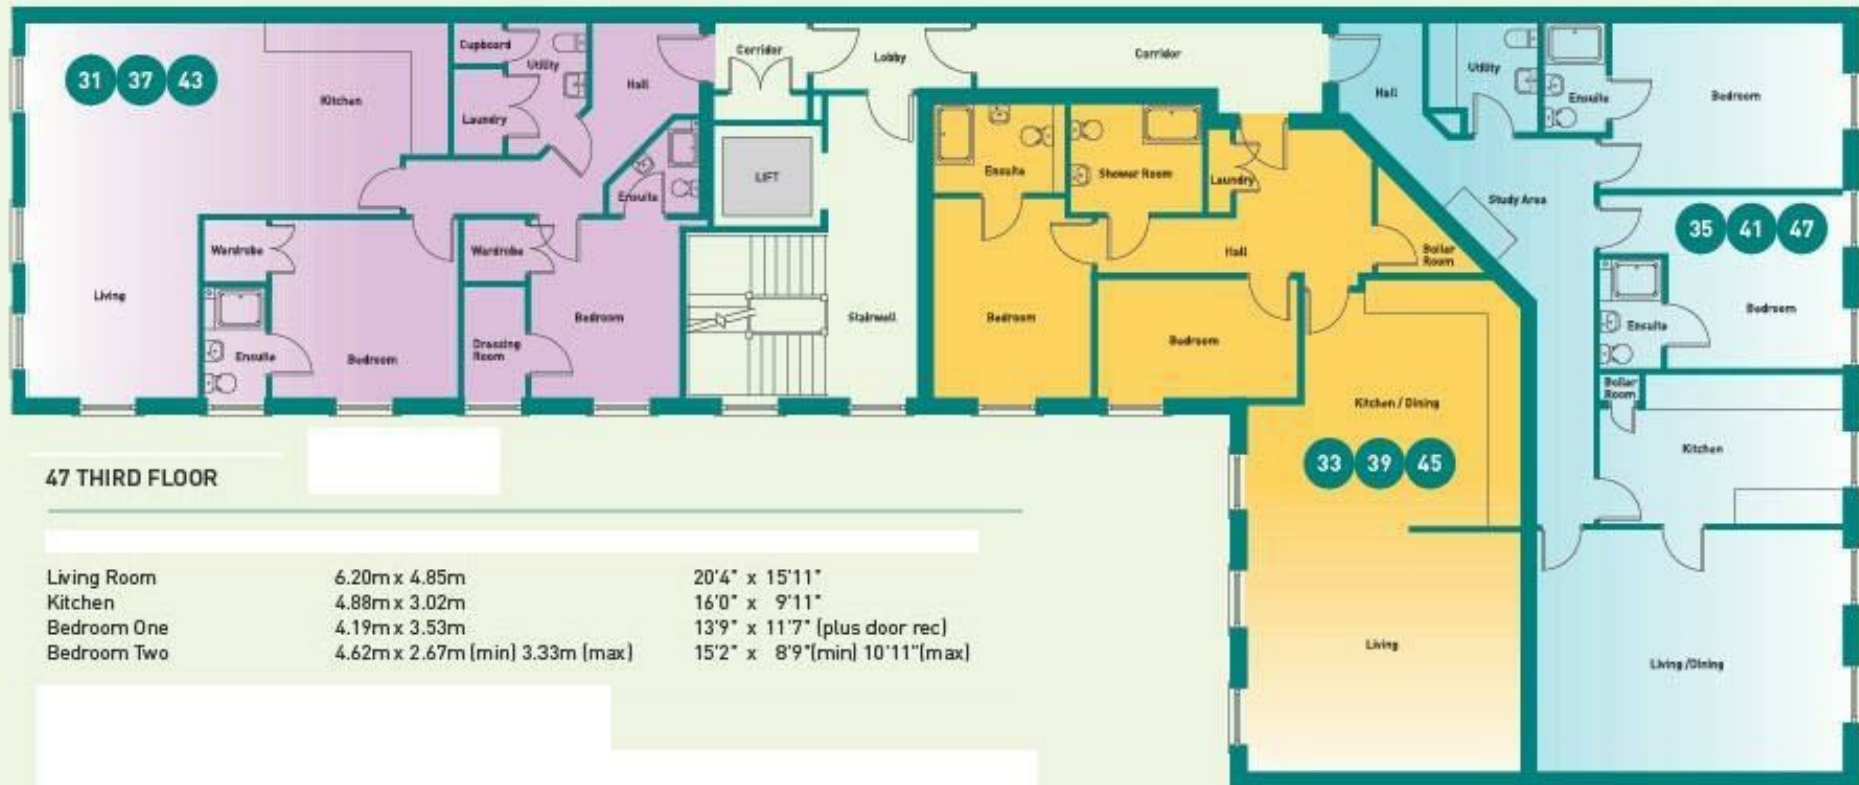 Cupboard
Utility
Hall
Corridor
Lobby
Corridor
Hall
Utility
Ensuite
Bedroom
31 37 43
Kitchen
Laundry
Ensuite
LIFT
Ensuite
Shower Room
Laundry
Study Area
35 41 47
Wardrobe
Wardrobe
Hall
Boiler
Room
Living
Bedroom
Stairwell
Bedroom
Bedroom
Ensuite
Bedroom
Ensuite
Bedroom
Dressing
Room
Boiler
Room
Kitchen / Dining
33 39 45
Kitchen
Living
Living /Dining
47 THIRD FLOOR
Living Room 6.20m x 4.85m 20'4" x 15'11"
Kitchen 4.88m x 3.02m 16'0" x 9'11"
Bedroom One 4.19m x 3.53m 13'9" x 11'7" (plus door rec)
Bedroom Two 4.62m x 2.67m (min) 3.33m (max) 15'2" x 8'9"(min) 10'11"(max)